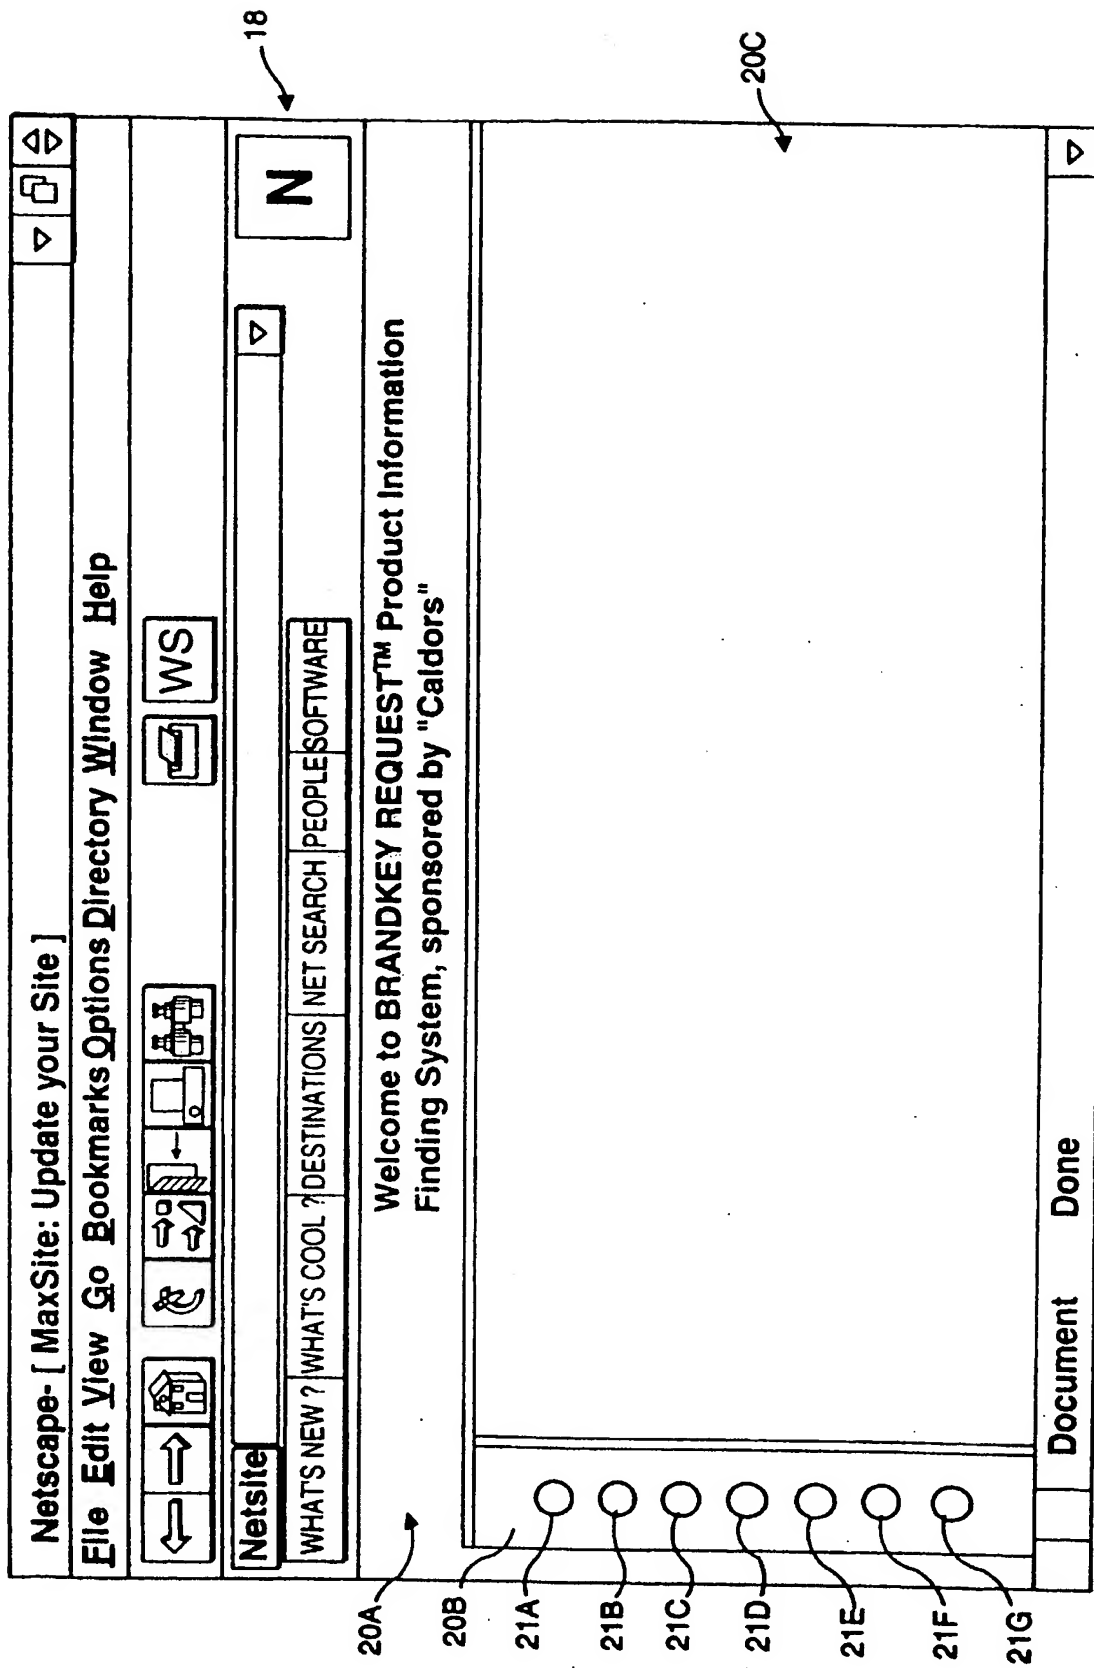 Netscape- [ MaxSite: Update your Site ]
File Edit View Go Bookmarks Options Directory Window Help
WS
Netsite
N
18
WHAT'S NEW ? WHAT'S COOL ? DESTINATIONS NET SEARCH PEOPLE SOFTWARE
Welcome to BRANDKEY REQUEST™ Product Information
Finding System, sponsored by "Caldors"
20A
20B
20C
21A
21B
21C
21D
21E
21F
21G
Document Done